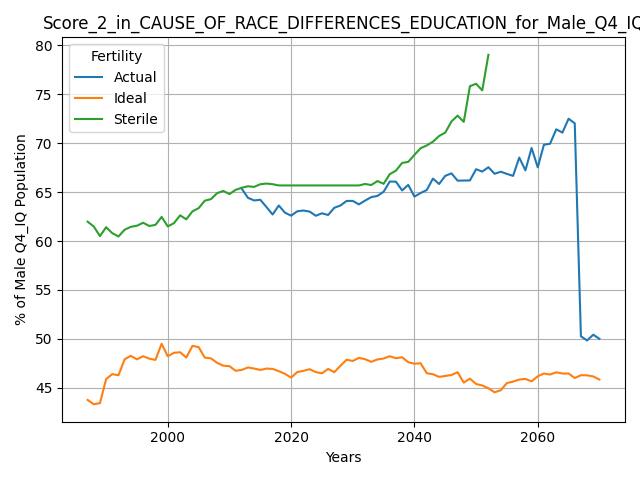 Score_2_in_CAUSE_OF_RACE_DIFFERENCES_EDUCATION_for_Male_Q4_IQ
80
75
70
65
60
55
50
45
% of Male Q4_IQ Population
Fertility
Actual
Ideal
Sterile
2000 2020 2040 2060
Years